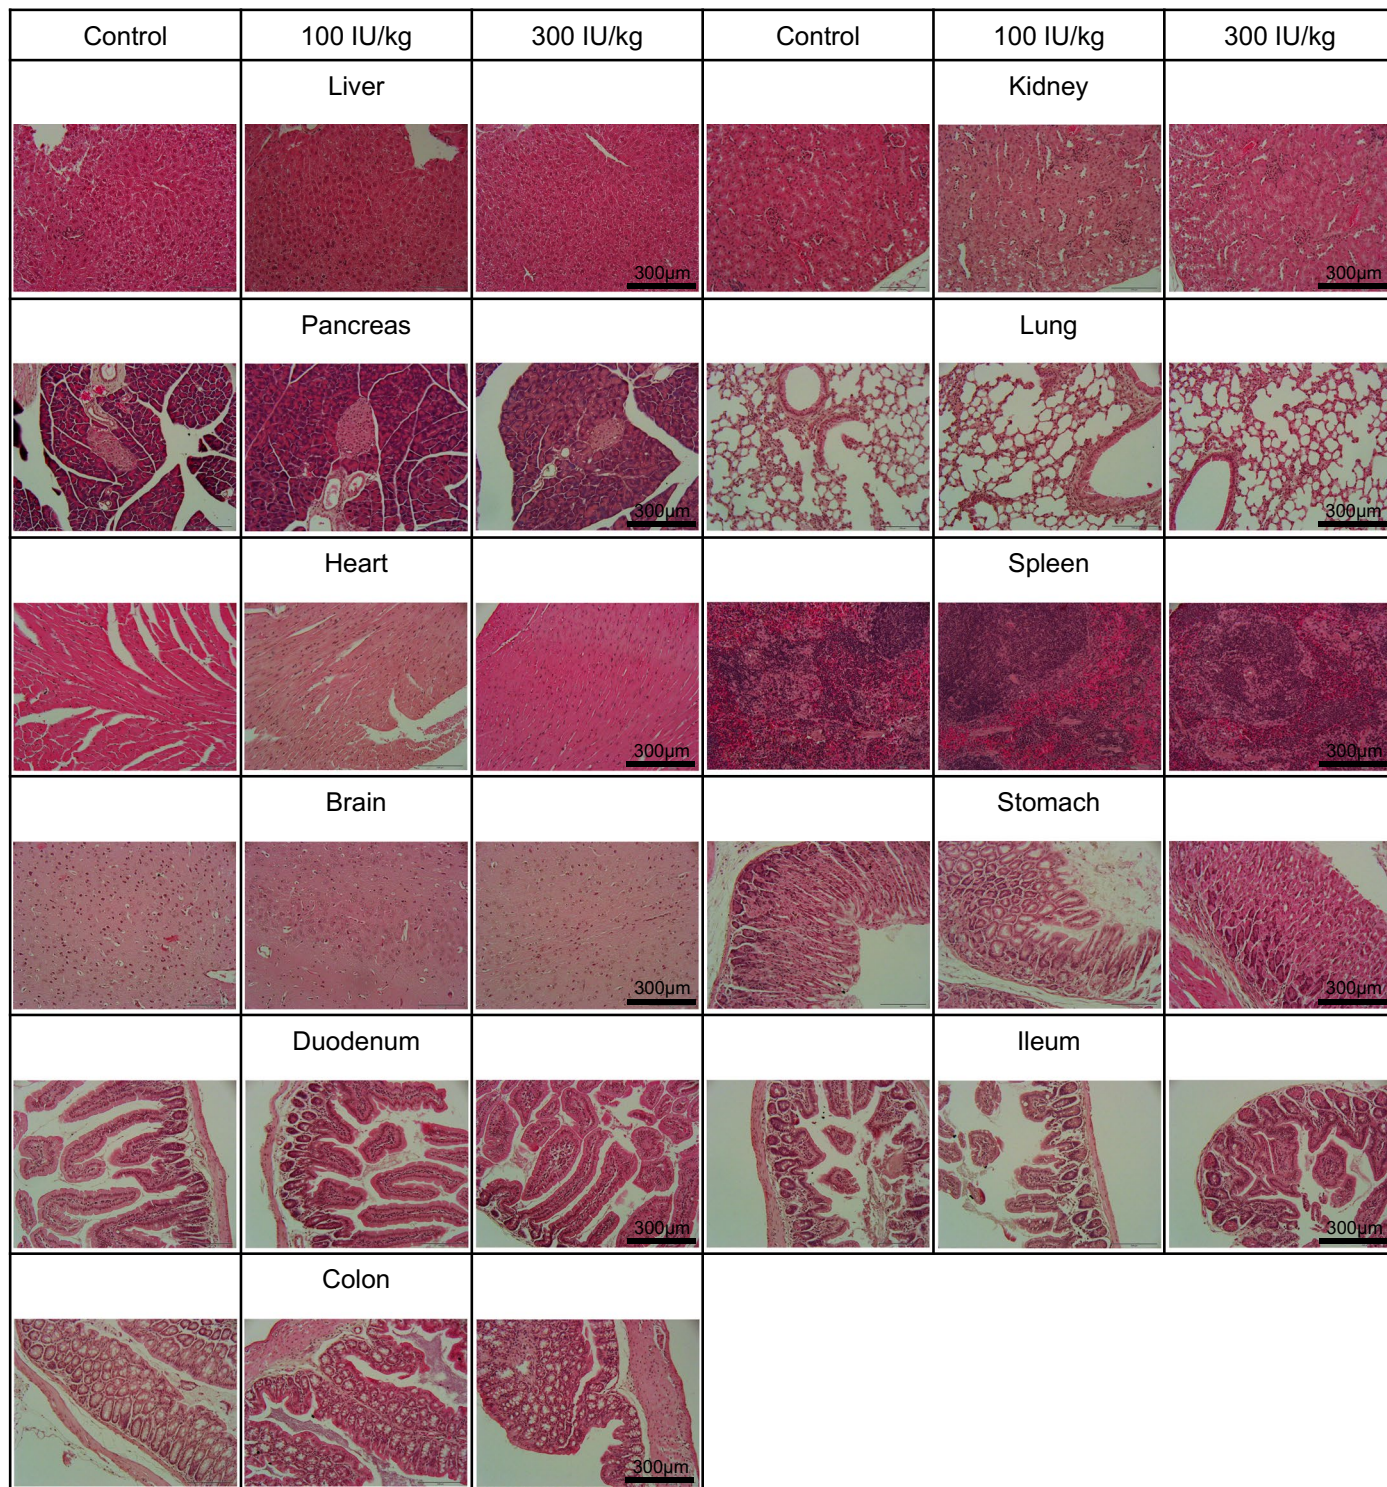 Control 100 IU/kg 300 IU/kg Control 100 IU/kg 300 IU/kg
Liver Kidney
300µm 300µm
Pancreas Lung
300µm 300µm
Heart Spleen
300µm 300µm
Brain Stomach
300µm 300µm
Duodenum Ileum
300µm 300µm
Colon
300µm